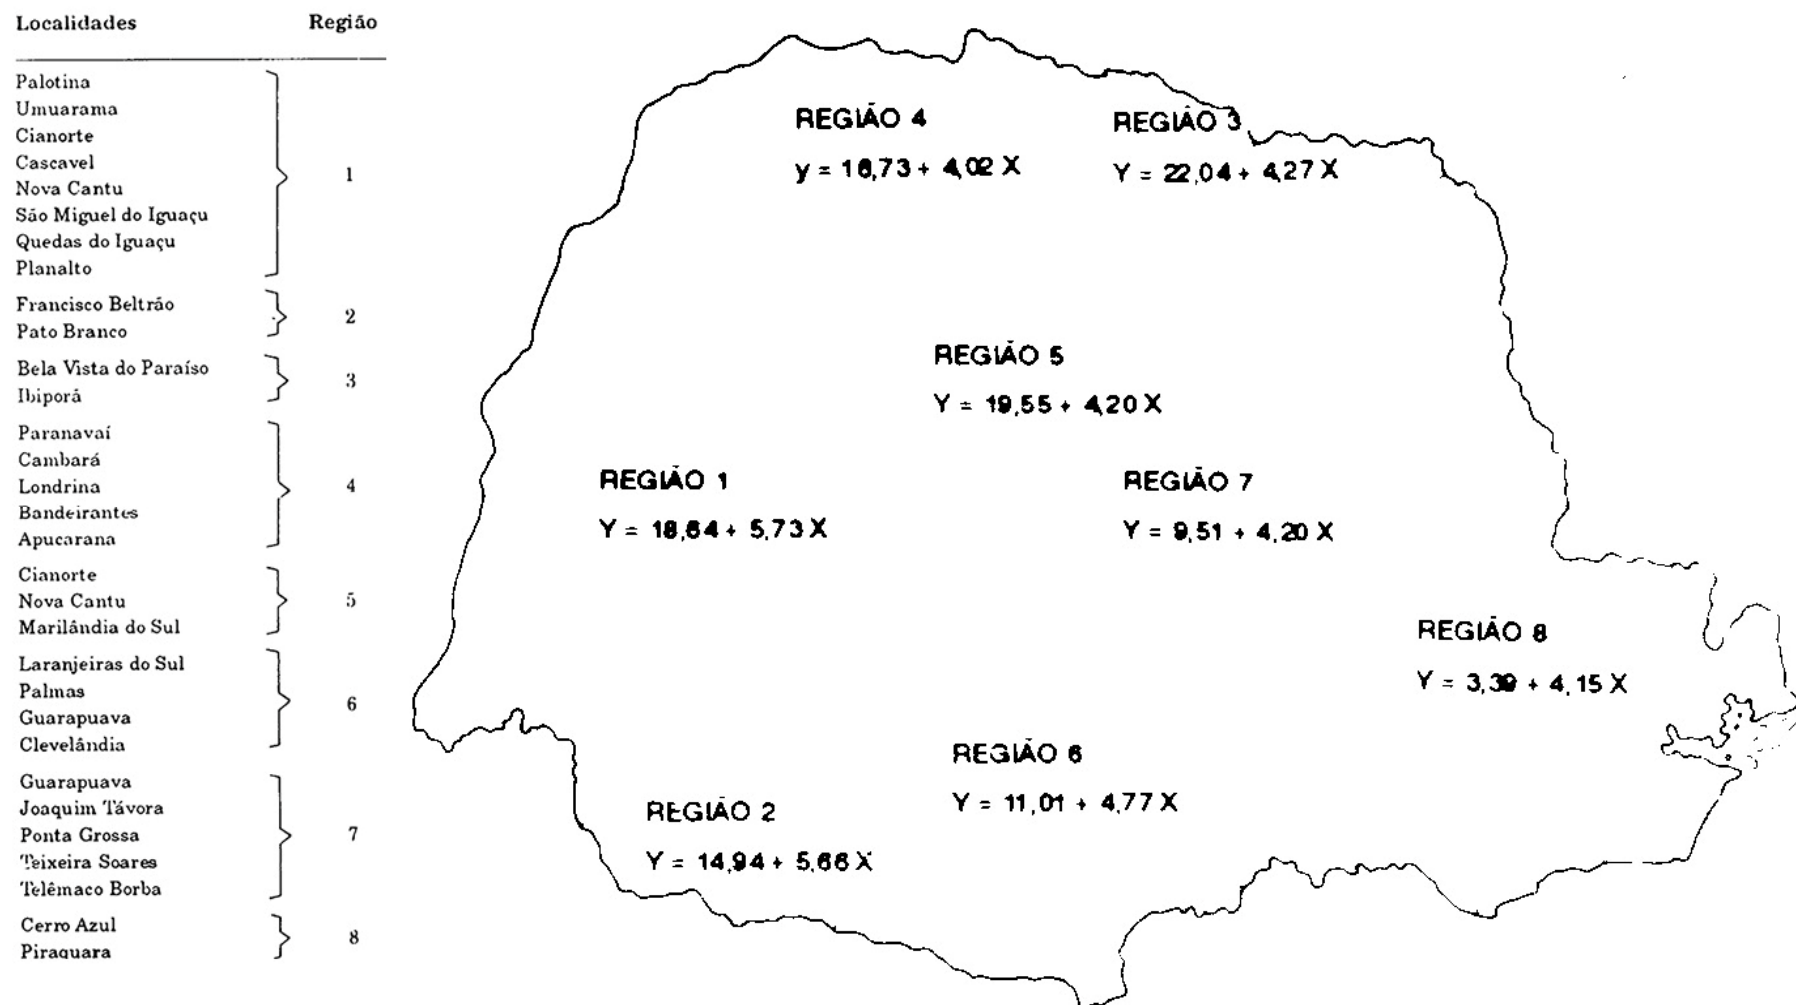 Localidades Região
Palotina
Umuarama
Cianorte
Cascavel
Nova Cantu
São Miguel do Iguaçu
Quedas do Iguaçu
Planalto
1
Francisco Beltrão
Pato Branco
2
Bela Vista do Paraíso
Ibiporã
3
Paranavaí
Cambará
Londrina
Bandeirantes
Apucarana
4
Cianorte
Nova Cantu
Marilândia do Sul
5
Laranjeiras do Sul
Palmas
Guarapuava
Clevelândia
6
Guarapuava
Joaquim Távora
Ponta Grossa
Teixeira Soares
Telêmaco Borba
7
Cerro Azul
Piraquara
8
REGIÃO 4
y = 16,73 + 4,02 X
REGIÃO 3
Y = 22,04 + 4,27 X
REGIÃO 5
Y = 19,55 + 4,20 X
REGIÃO 1
Y = 18,64 + 5,73 X
REGIÃO 7
Y = 9,51 + 4,20 X
REGIÃO 8
Y = 3,39 + 4,15 X
REGIÃO 6
Y = 11,01 + 4,77 X
REGIÃO 2
Y = 14,94 + 5,66 X